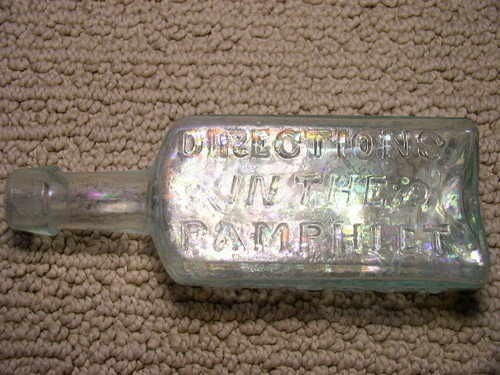 DIRECTIONS
IN THE
PAMPHLET